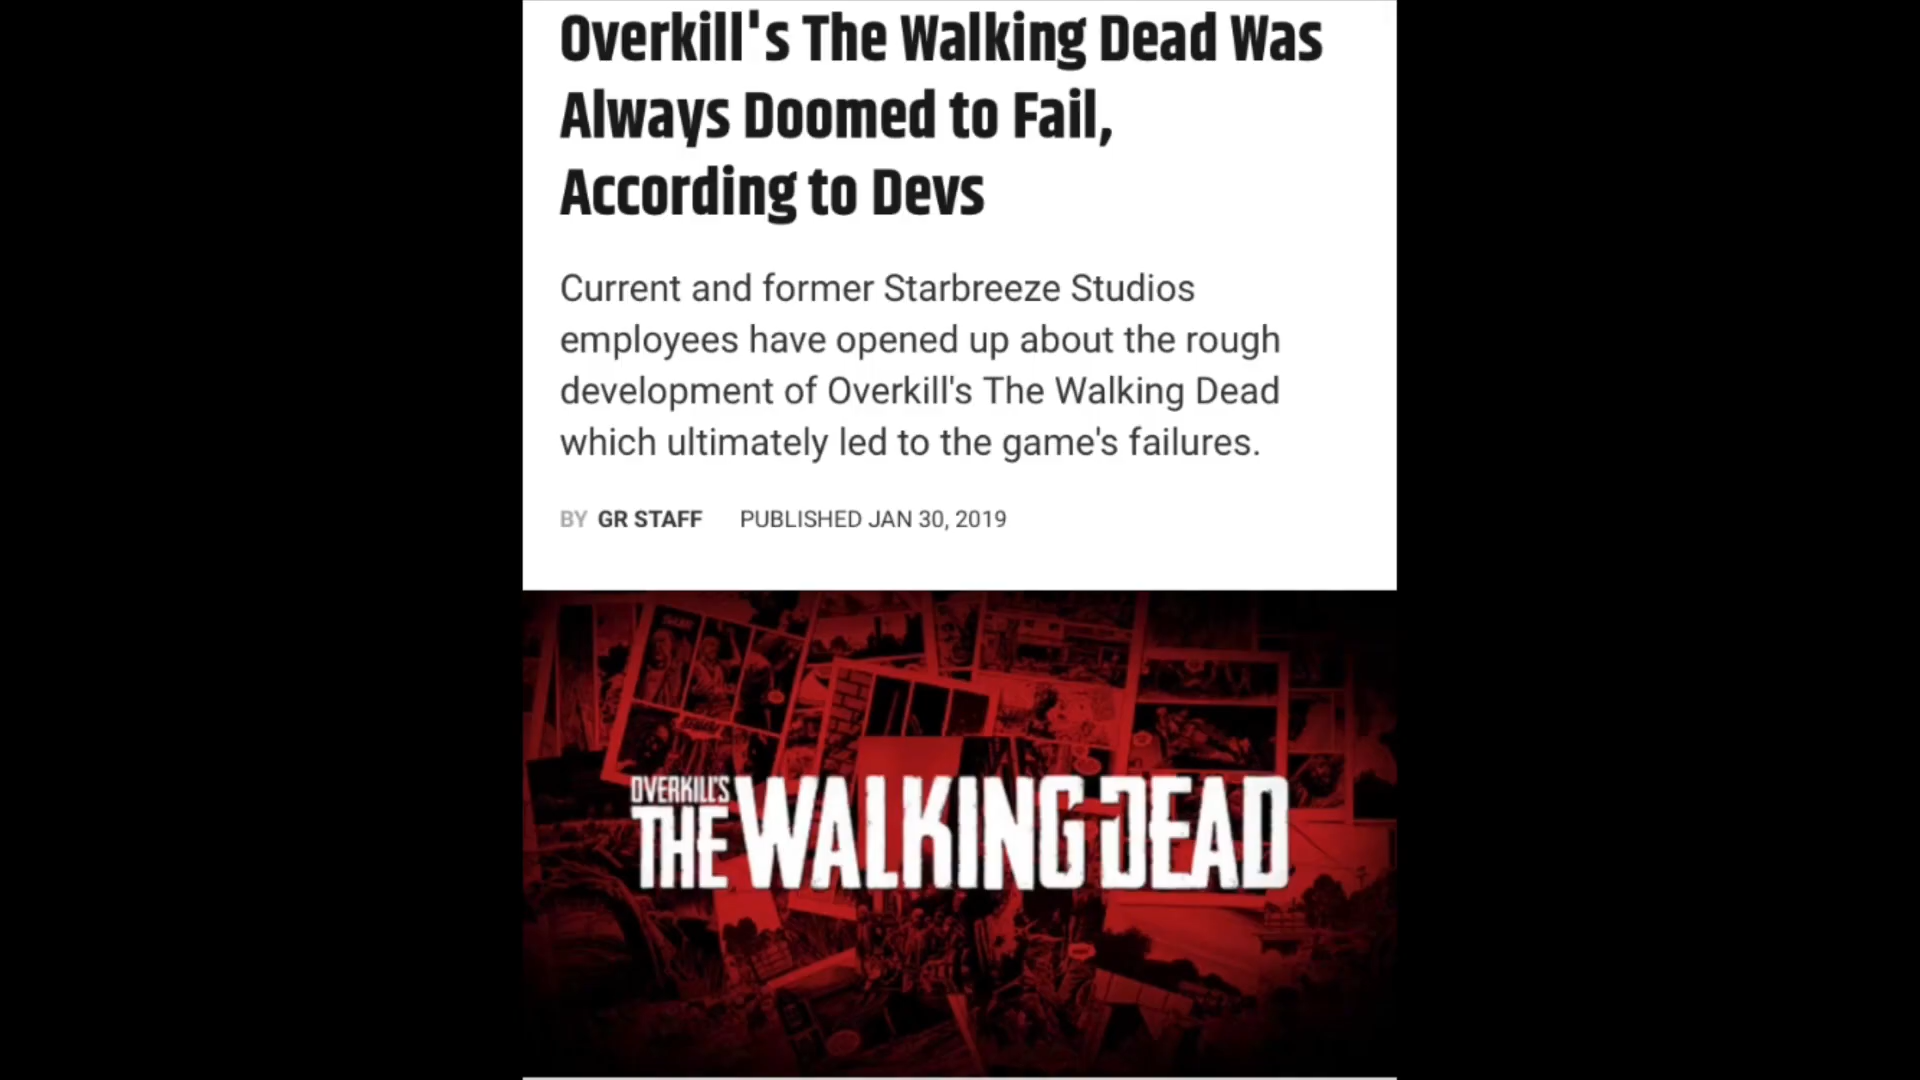 Overkill's The Walking Dead Was
Always Doomed to Fail,
According to Devs
Current and former Starbreeze Studios
employees have opened up about the rough
development of Overkill's The Walking Dead
which ultimately led to the game's failures.
BY GR STAFF PUBLISHED JAN 30, 2019
OVERKILL'S
THE WALKING DEAD